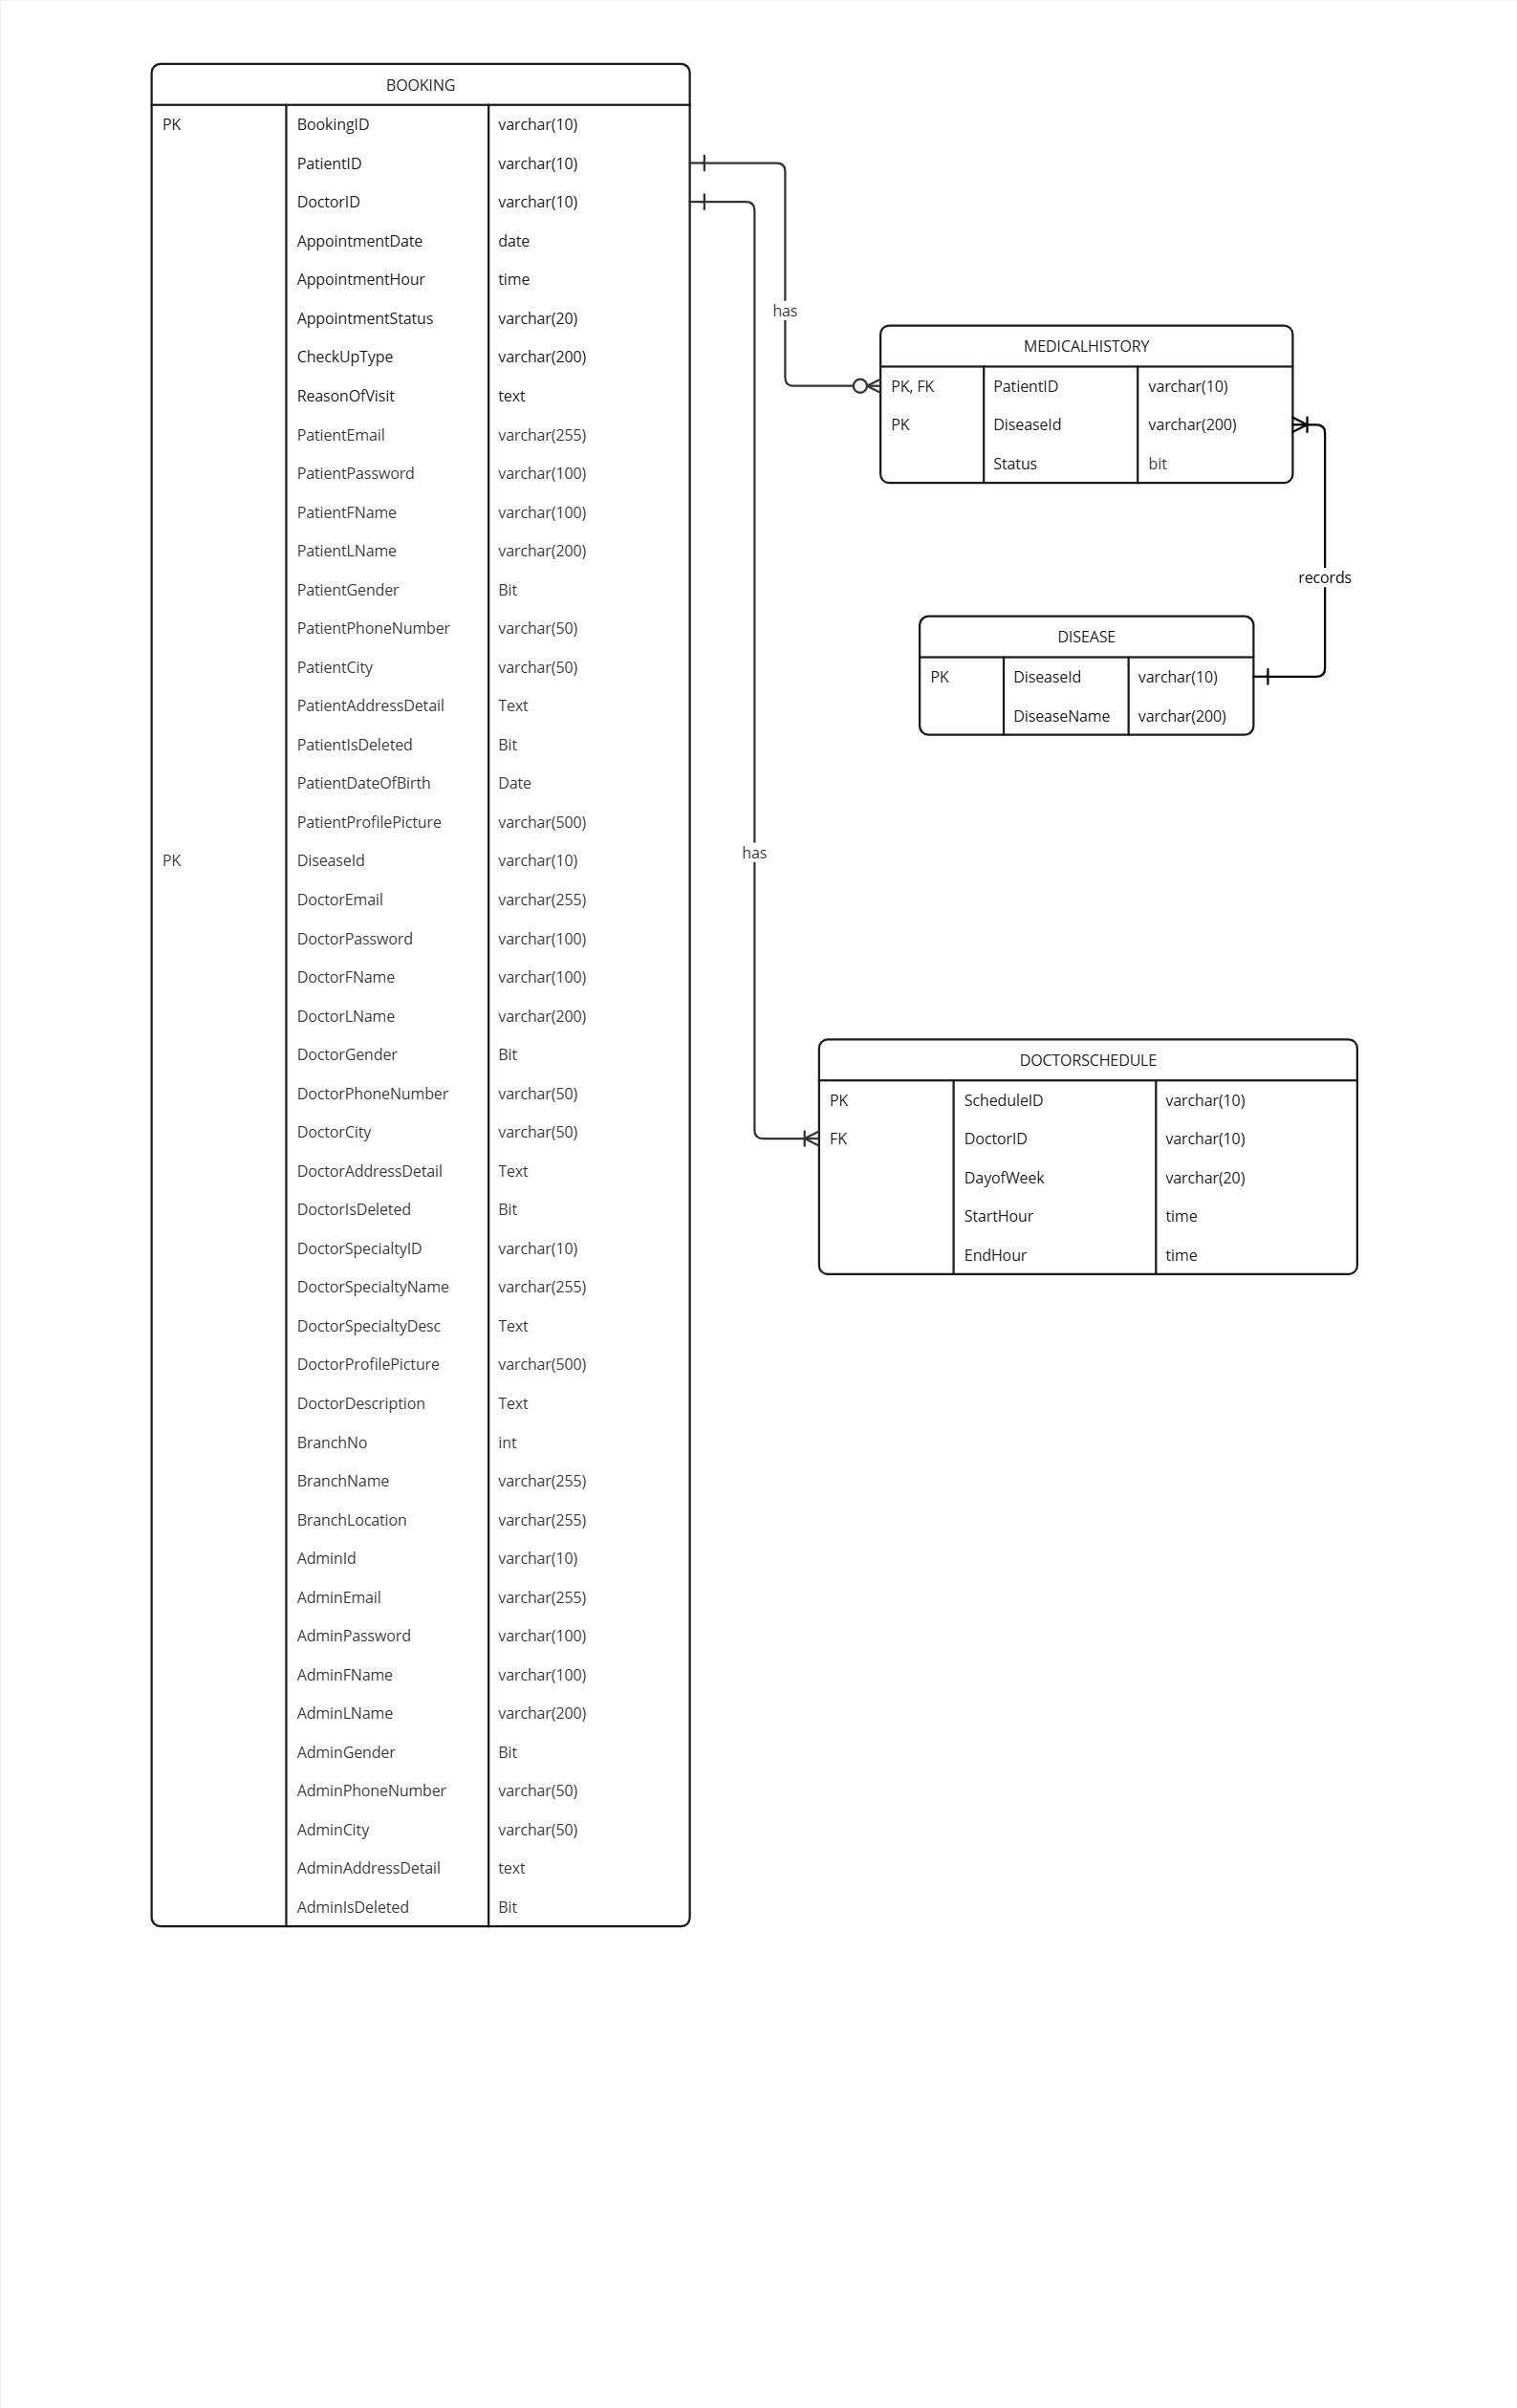 BOOKING
PK BookingID varchar(10)
PatientID varchar(10)
DoctorID varchar(10)
AppointmentDate date
AppointmentHour time
AppointmentStatus varchar(20)
CheckUpType varchar(200)
ReasonOfVisit text
PatientEmail varchar(255)
PatientPassword varchar(100)
PatientFName varchar(100)
PatientLName varchar(200)
PatientGender Bit
PatientPhoneNumber varchar(50)
PatientCity varchar(50)
PatientAddressDetail Text
PatientIsDeleted Bit
PatientDateOfBirth Date
PatientProfilePicture varchar(500)
PK DiseaseId varchar(10)
DoctorEmail varchar(255)
DoctorPassword varchar(100)
DoctorFName varchar(100)
DoctorLName varchar(200)
DoctorGender Bit
DoctorPhoneNumber varchar(50)
DoctorCity varchar(50)
DoctorAddressDetail Text
DoctorIsDeleted Bit
DoctorSpecialtyID varchar(10)
DoctorSpecialtyName varchar(255)
DoctorSpecialtyDesc Text
DoctorProfilePicture varchar(500)
DoctorDescription Text
BranchNo int
BranchName varchar(255)
BranchLocation varchar(255)
AdminId varchar(10)
AdminEmail varchar(255)
AdminPassword varchar(100)
AdminFName varchar(100)
AdminLName varchar(200)
AdminGender Bit
AdminPhoneNumber varchar(50)
AdminCity varchar(50)
AdminAddressDetail text
AdminIsDeleted Bit
has
has
MEDICALHISTORY
PK, FK PatientID varchar(10)
PK DiseaseId varchar(200)
Status bit
records
DISEASE
PK DiseaseId varchar(10)
DiseaseName varchar(200)
DOCTORSCHEDULE
PK ScheduleID varchar(10)
FK DoctorID varchar(10)
DayofWeek varchar(20)
StartHour time
EndHour time